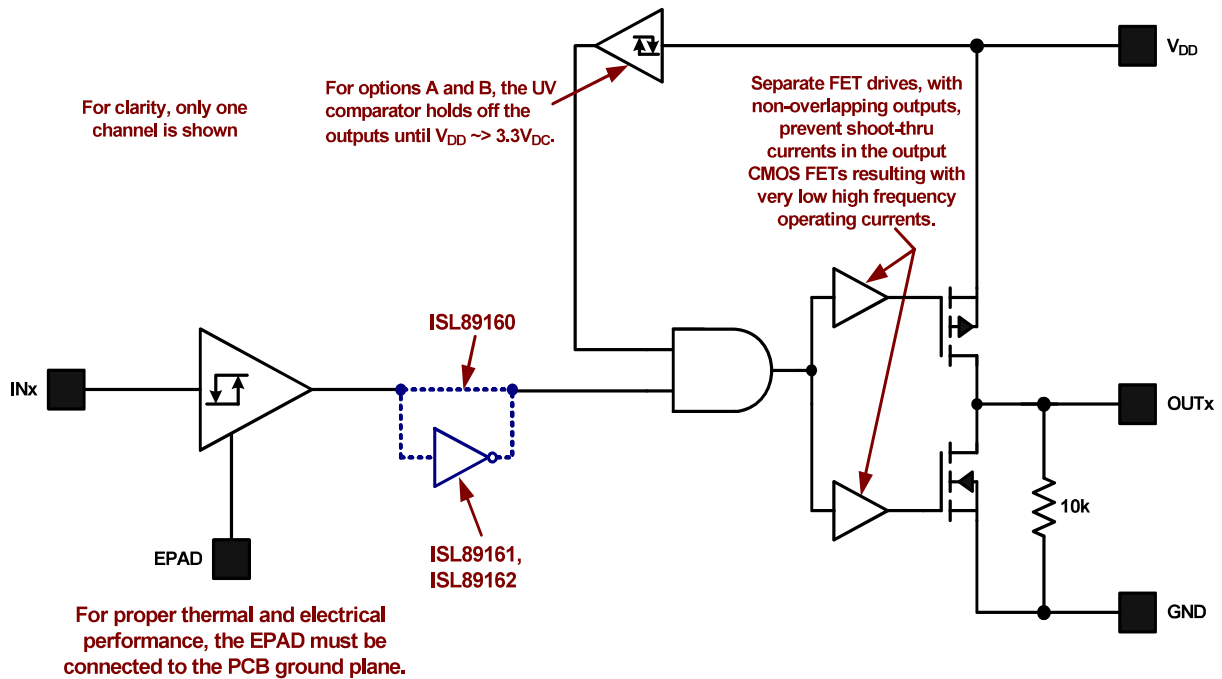 For clarity, only one
channel is shown
For options A and B, the UV
comparator holds off the
outputs until VDD ~> 3.3VDC.
Separate FET drives, with
non-overlapping outputs,
prevent shoot-thru
currents in the output
CMOS FETs resulting with
very low high frequency
operating currents.
VDD
ISL89160
INx
OUTx
10k
ISL89161,
ISL89162
EPAD
GND
For proper thermal and electrical
performance, the EPAD must be
connected to the PCB ground plane.